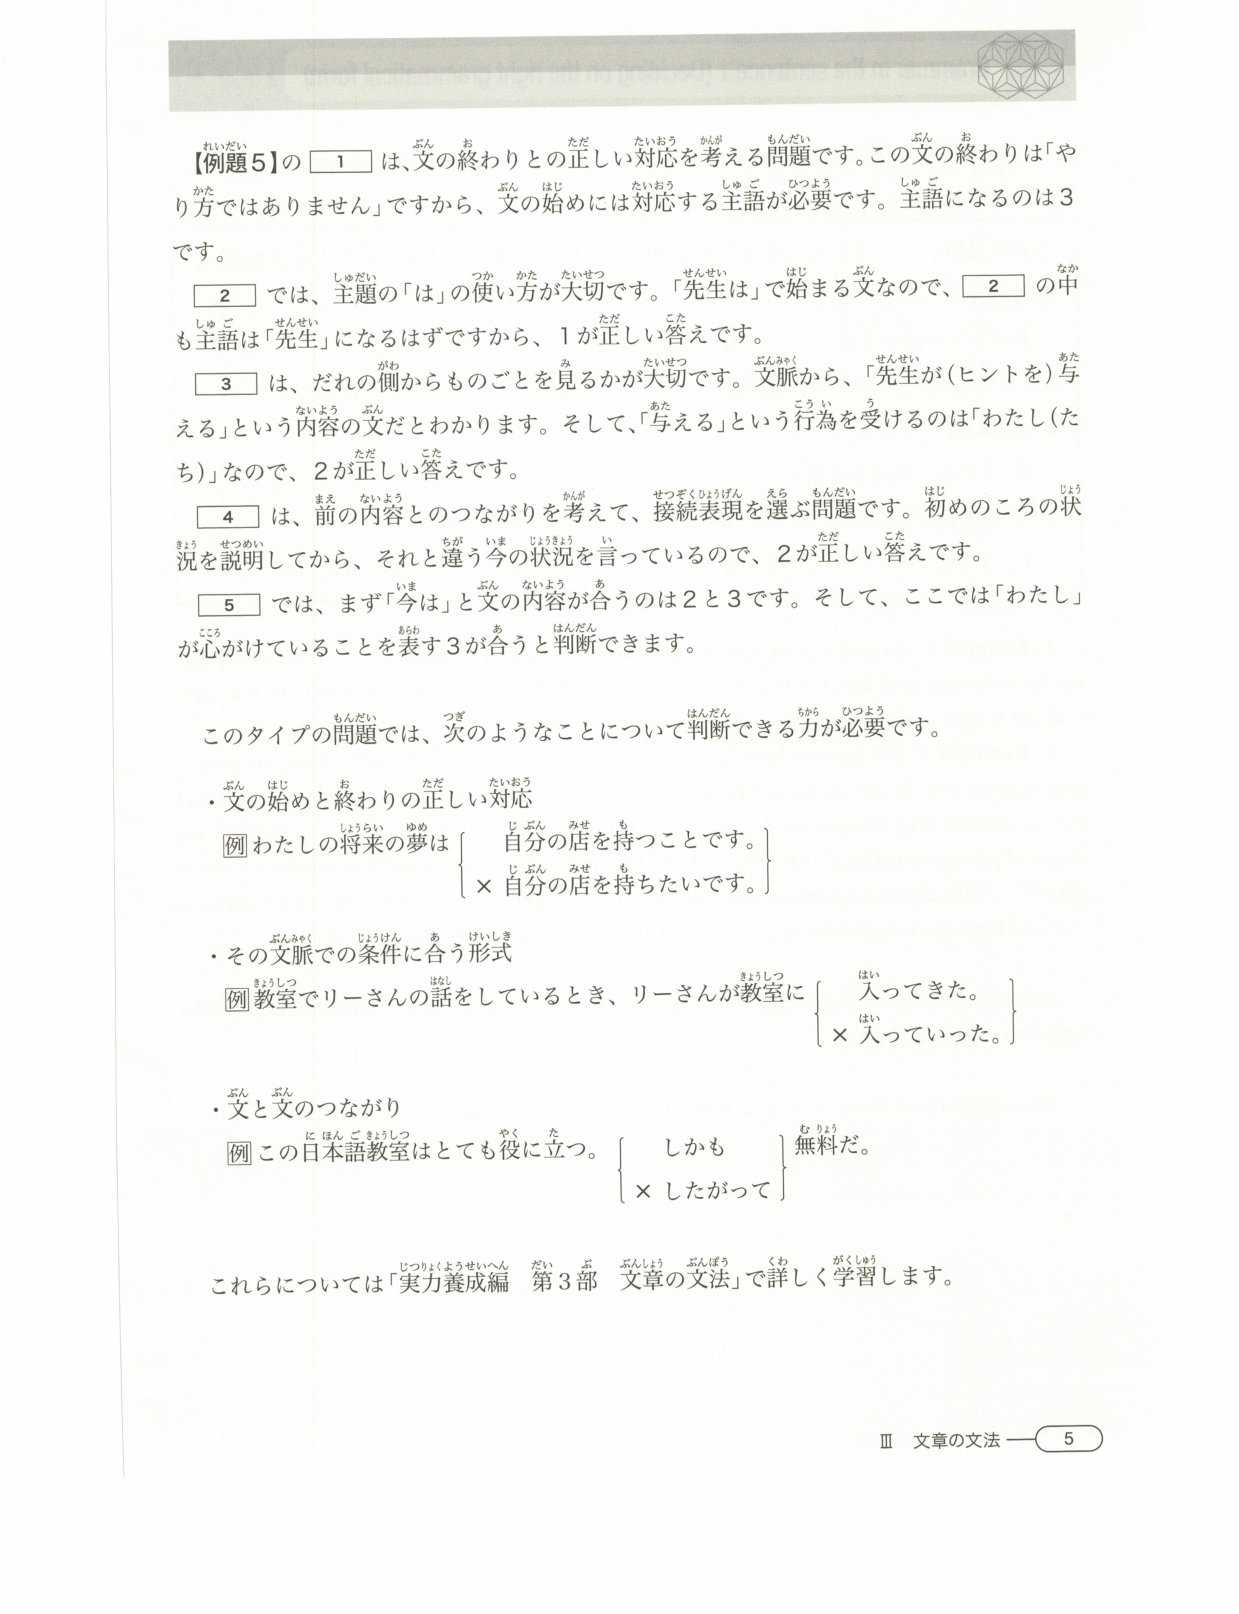 【例題5】の 1 は、文の終わりとの正しい対応を考える問題です。この文の終わりは「や
り方ではありません」ですから、文の始めには対応する主語が必要です。主語になるのは3
です。
2 では、主題の「は」の使い方が大切です。「先生は」で始まる文なので、 2 の中
も主語は「先生」になるはずですから、1が正しい答えです。
3 は、だれの側からものごとを見るかが大切です。文脈から、「先生が(ヒントを)与
える」という内容の文だとわかります。そして、「与える」という行為を受けるのは「わたし(た
ち)」なので、2が正しい答えです。
4 は、前の内容とのつながりを考えて、接続表現を選ぶ問題です。初めのころの状
況を説明してから、それと違う今の状況を言っているので、2が正しい答えです。
5 では、まず「今は」と文の内容が合うのは2と3です。そして、ここでは「わたし」
が心がけていることを表す3が合うと判断できます。
このタイプの問題では、次のようなことについて判断できる力が必要です。
・文の始めと終わりの正しい対応
例 わたしの将来の夢は
自分の店を持つことです。
× 自分の店を持ちたいです。
・その文脈での条件に合う形式
例 教室でリーさんの話をしているとき、リーさんが教室に
入ってきた。
× 入っていった。
・文と文のつながり
例 この日本語教室はとても役に立つ。
しかも
× したがって
無料だ。
これらについては「実力養成編 第3部 文章の文法」で詳しく学習します。
Ⅲ 文章の文法 5